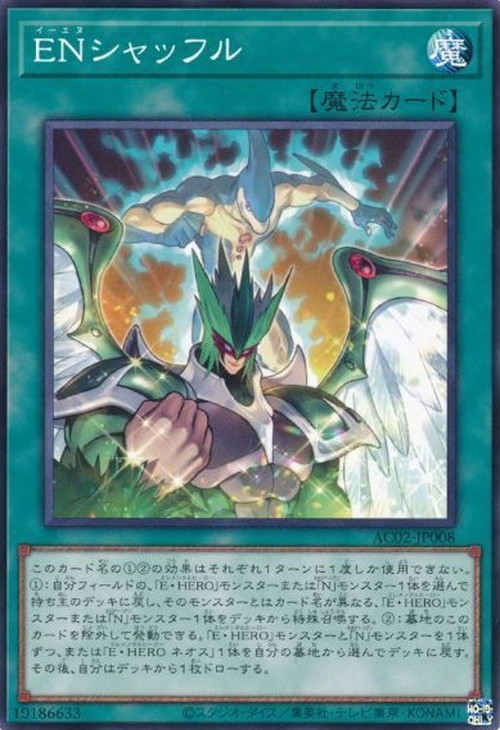 イーエヌ
ENシャッフル
魔
まほう
【魔法カード】
AC02-JP008
このカード名の①②の効果はそれぞれ1ターンに1度しか使用できない。
①：自分フィールドの、「E・HERO」モンスターまたは「N」モンスター1体を選んで
持ち主のデッキに戻し、そのモンスターとはカード名が異なる、「E・HERO」モン
スターまたは「N」モンスター1体をデッキから特殊召喚する。②：墓地のこの
カードを除外して発動できる。「E・HERO」モンスターと「N」モンスターを1体
ずつ、または「E・HERO ネオス」1体を自分の墓地から選んでデッキに戻す。
その後、自分はデッキから1枚ドローする。
19186633
©スタジオ・ダイス／集英社・テレビ東京・KONAMI